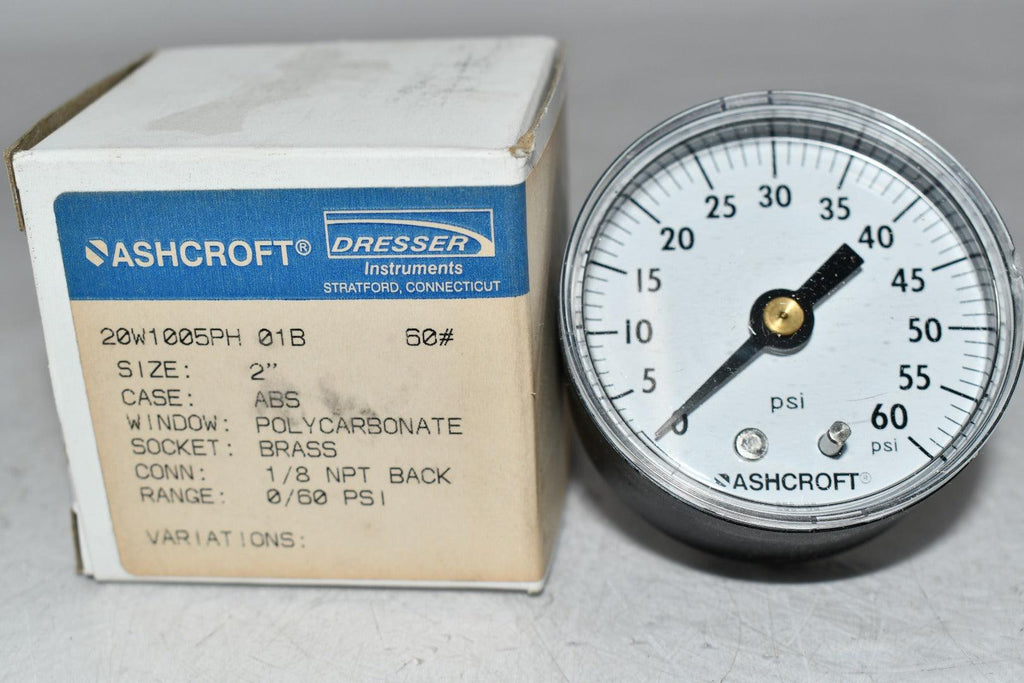 ASHCROFT®
DRESSER
Instruments
STRATFORD, CONNECTICUT
20W1005PH 01B 60#
SIZE: 2"
CASE: ABS
WINDOW: POLYCARBONATE
SOCKET: BRASS
CONN: 1/8 NPT BACK
RANGE: 0/60 PSI
VARIATIONS:
0
5
10
15
20
25
30
35
40
45
50
55
60
psi
psi
ASHCROFT®